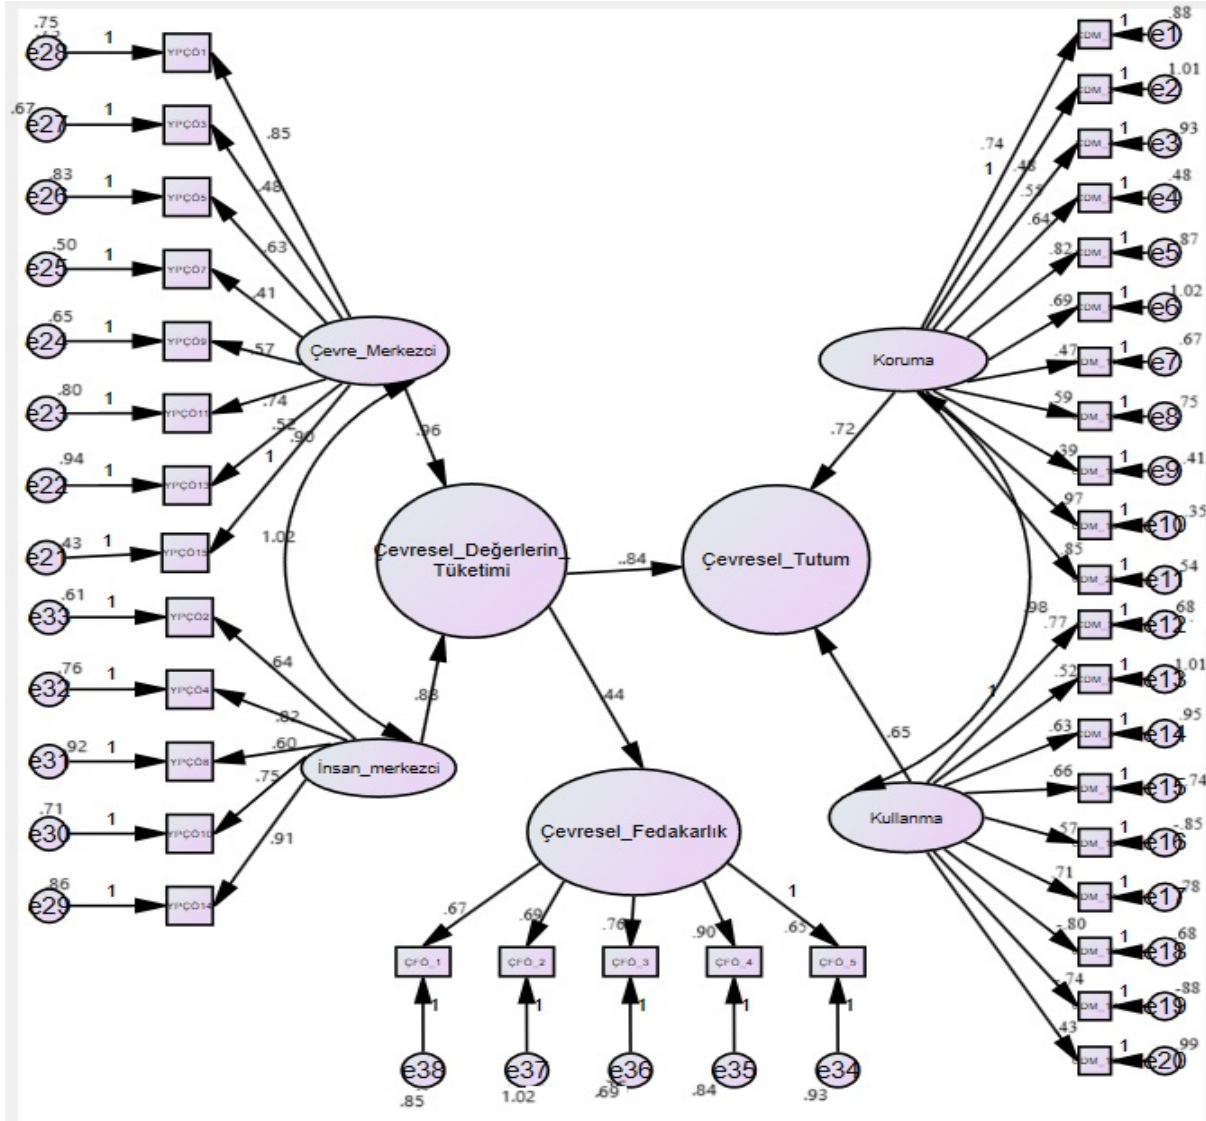 .75
e28
1
YPÇÖ1
.85
.67
e27
1
YPÇÖ3
.48
.83
e26
1
YPÇÖ5
.63
.50
e25
1
YPÇÖ7
.41
.65
e24
1
YPÇÖ9
.57
.80
e23
1
YPÇÖ11
.74
.94
e22
1
YPÇÖ13
.52
.90
1
.43
e21
1
YPÇÖ15
Çevre_Merkezci
.96
1.02
.61
e33
1
YPÇÖ2
.64
.76
e32
1
YPÇÖ4
.82
.92
e31
1
YPÇÖ8
.60
.71
e30
1
YPÇÖ10
.75
.86
e29
1
YPÇÖ14
.91
İnsan_merkezci
.88
Çevresel_Değerlerin_
Tüketimi
..84
Çevresel_Tutum
.44
Çevresel_Fedakarlık
.67
.69
.76
.90
1
.65
ÇFÖ_1
ÇFÖ_2
ÇFÖ_3
ÇFÖ_4
ÇFÖ_5
1
1
1
1
1
e38
e37
e36
e35
e34
.85
1.02
.69
.84
.93
Koruma
.72
.74
1
.48
.55
.64
.82
.69
.47
.59
.39
.97
.85
.98
1
e1
.88
1
e2
1.01
1
e3
.93
1
e4
.48
1
e5
.87
1
e6
1.02
1
e7
.67
1
e8
.75
1
e9
.41
1
e10
.35
1
e11
.54
Kullanma
.65
1
.77
.52
.63
.66
.57
.71
-.80
-.74
.43
1
e12
.68
1
e13
1.01
1
e14
.95
1
e15
.74
1
e16
-.85
1
e17
.78
1
e18
.68
1
e19
-.88
1
e20
.99